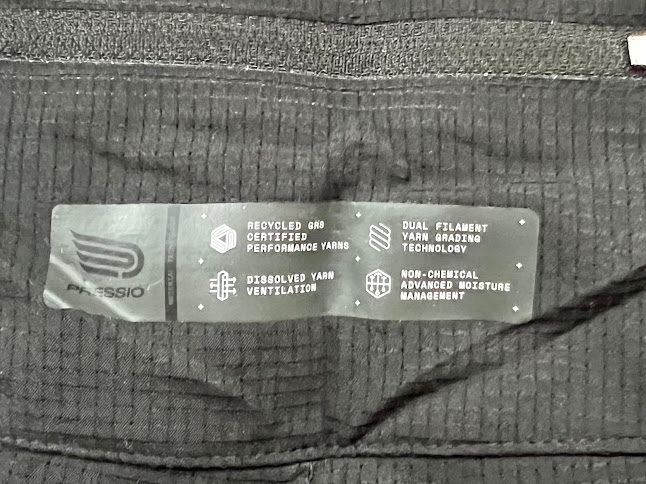 PRESSIO
RECYCLED GRS
CERTIFIED
PERFORMANCE YARNS
DISSOLVED YARN
VENTILATION
DUAL FILAMENT
YARN GRADING
TECHNOLOGY
NON-CHEMICAL
ADVANCED MOISTURE
MANAGEMENT